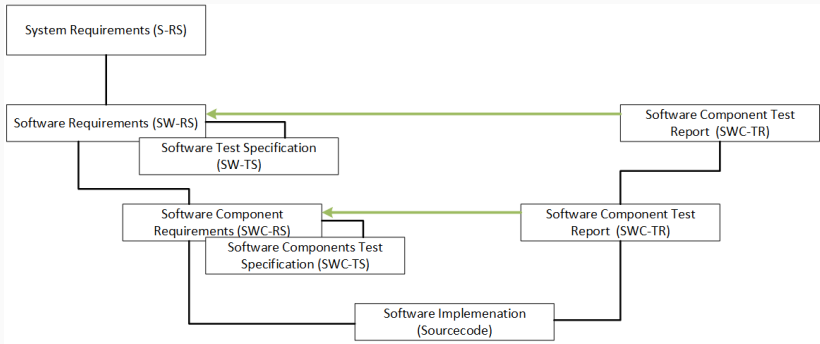 System Requirements (S-RS)
Software Requirements (SW-RS)
Software Component Test
Report (SWC-TR)
Software Test Specification
(SW-TS)
Software Component
Requirements (SWC-RS)
Software Component Test
Report (SWC-TR)
Software Components Test
Specification (SWC-TS)
Software Implemenation
(Sourcecode)